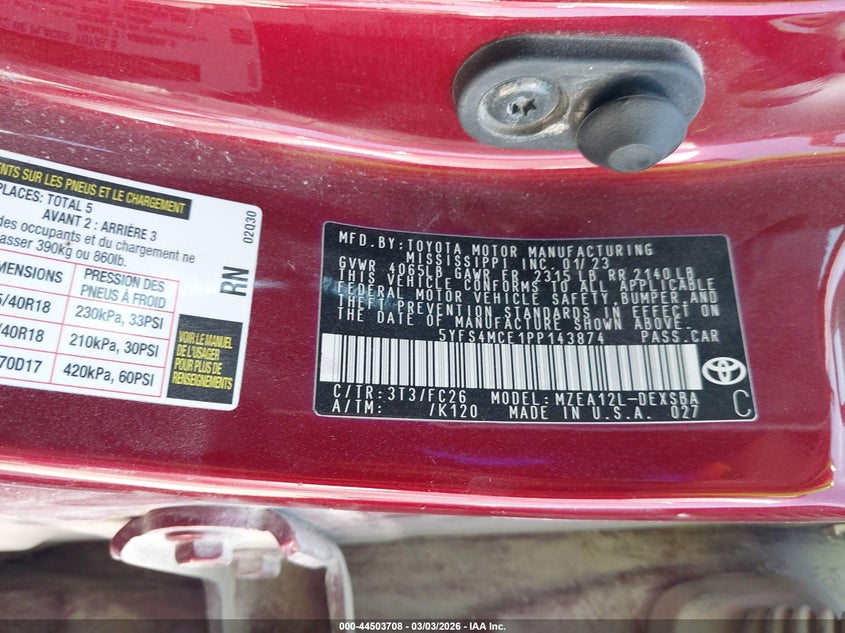 ENTS SUR LES PNEUS ET LE CHARGEMENT
PLACES: TOTAL 5
AVANT 2 : ARRIÈRE 3
des occupants et du chargement ne
asser 390kg ou 860lb.
MENSIONS
PRESSION DES
PNEUS À FROID
5/40R18
230kPa, 33PSI
/40R18
210kPa, 30PSI
70D17
420kPa, 60PSI
VOIR LE MANUEL
DE L'USAGER
POUR PLUS DE
RENSEIGNEMENTS
02Q30
RN
MFD.BY:TOYOTA MOTOR MANUFACTURING
MISSISSIPPI INC 01/23
GVWR 4065LB GAWR FR 2315LB RR 2140LB
THIS VEHICLE CONFORMS TO ALL APPLICABLE
FEDERAL MOTOR VEHICLE SAFETY, BUMPER, AND
THEFT PREVENTION STANDARDS IN EFFECT ON
THE DATE OF MANUFACTURE SHOWN ABOVE.
5YFS4MCE1PP143874 PASS.CAR
C/TR:3T3/FC26 MODEL:MZEA12L-DEXSBA
A/TM: /K120 MADE IN U.S.A. 027
C
000-44503708 - 03/03/2026 - IAA Inc.